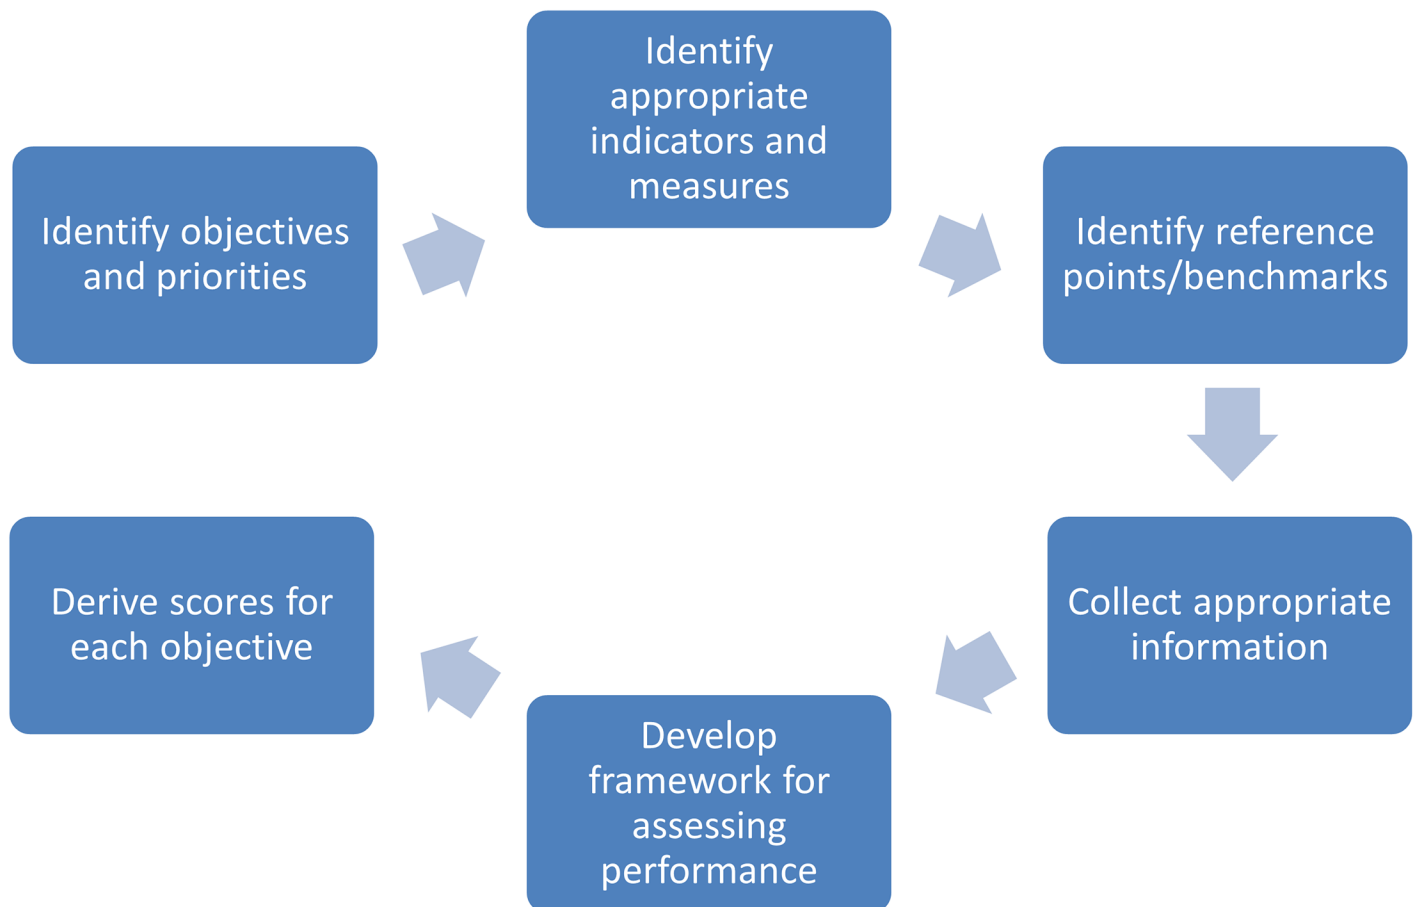 Identify objectives
and priorities
Identify
appropriate
indicators and
measures
Identify reference
points/benchmarks
Collect appropriate
information
Develop
framework for
assessing
performance
Derive scores for
each objective